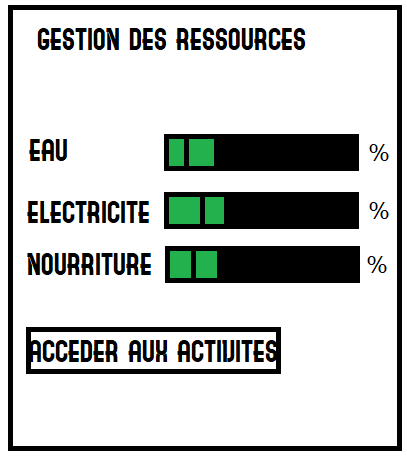 GESTION DES RESSOURCES
EAU %
ELECTRICITE %
NOURRITURE %
ACCEDER AUX ACTIVITES